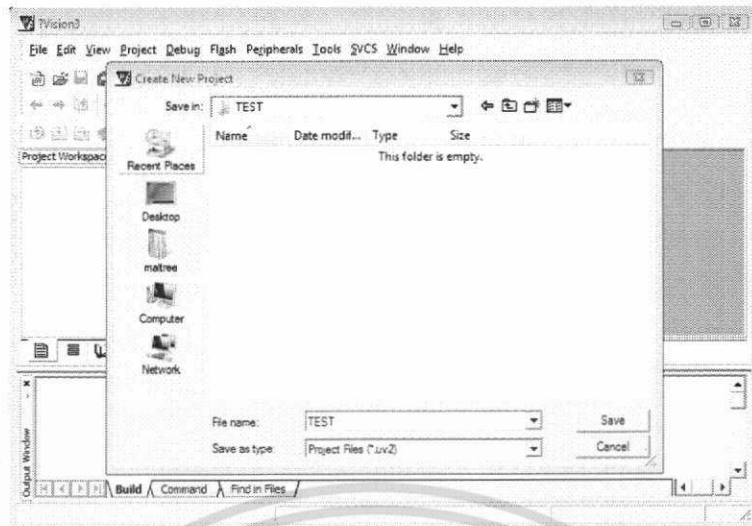 ?Vision3
File Edit View Project Debug Flash Peripherals Tools SVCS Window Help
Create New Project
Save in: TEST
Name Date modif... Type Size
This folder is empty.
Project Workspac
Recent Places
Desktop
maitree
Computer
Network
File name: TEST Save
Save as type: Project Files (*.uv2) Cancel
Output Window
Build Command Find in Files